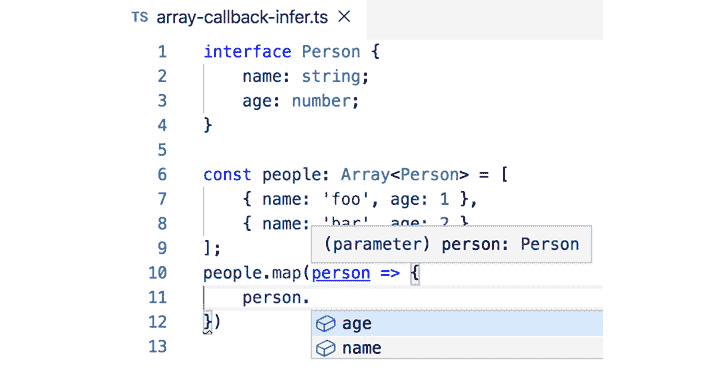 TS array-callback-infer.ts ×
1 interface Person {
2 name: string;
3 age: number;
4 }
5
6 const people: Array<Person> = [
7 { name: 'foo', age: 1 },
8 { name: 'bar', age: 2 }
(parameter) person: Person
9 ];
10 people.map(person => {
11 person.
age
12 })
name
13